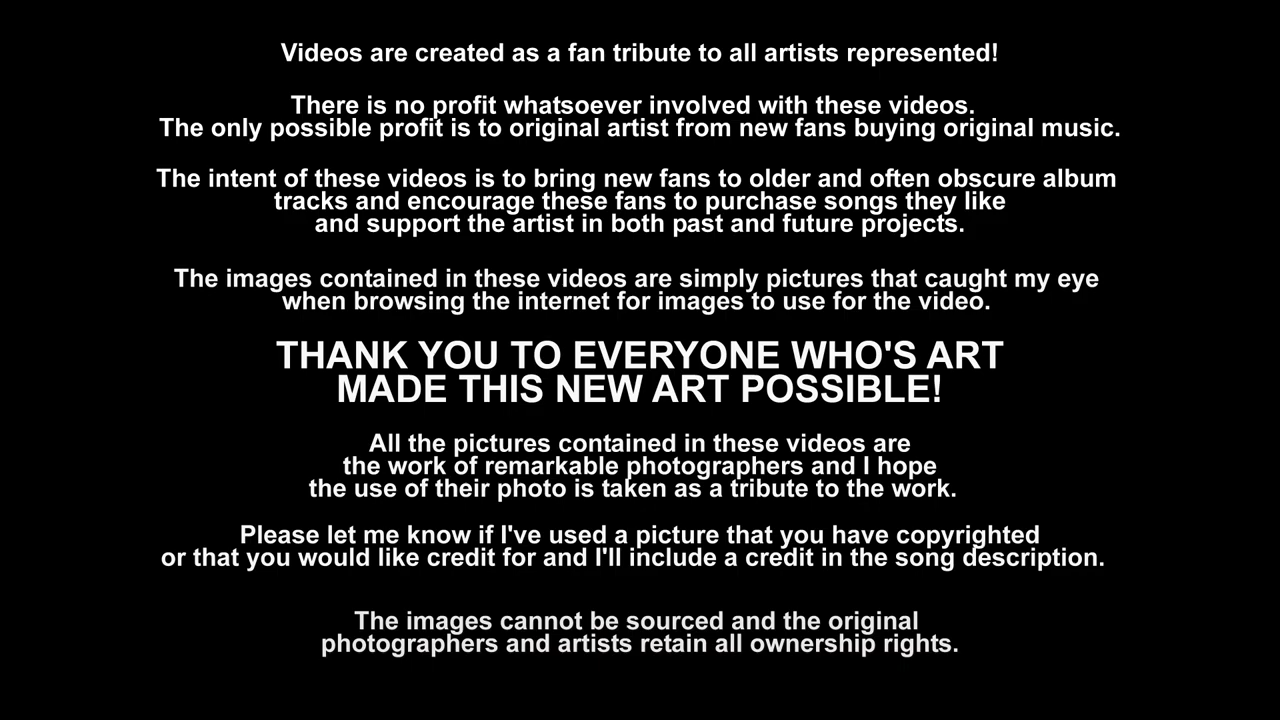 Videos are created as a fan tribute to all artists represented!
There is no profit whatsoever involved with these videos.
The only possible profit is to original artist from new fans buying original music.
The intent of these videos is to bring new fans to older and often obscure album
tracks and encourage these fans to purchase songs they like
and support the artist in both past and future projects.
The images contained in these videos are simply pictures that caught my eye
when browsing the internet for images to use for the video.
THANK YOU TO EVERYONE WHO'S ART
MADE THIS NEW ART POSSIBLE!
All the pictures contained in these videos are
the work of remarkable photographers and I hope
the use of their photo is taken as a tribute to the work.
Please let me know if I've used a picture that you have copyrighted
or that you would like credit for and I'll include a credit in the song description.
The images cannot be sourced and the original
photographers and artists retain all ownership rights.